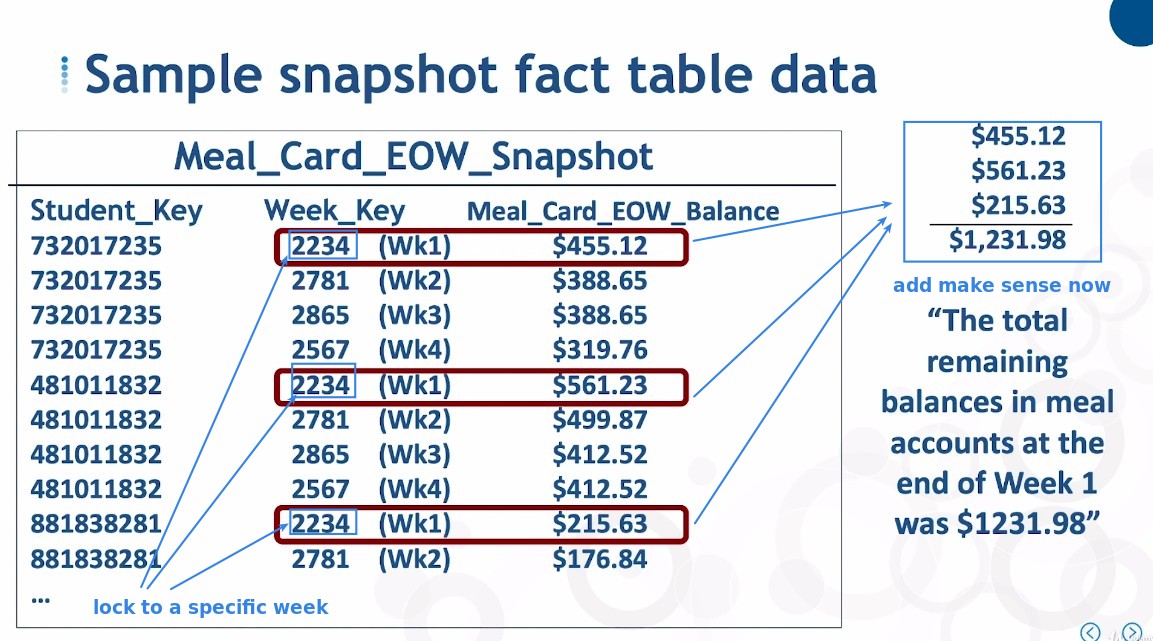 Sample snapshot fact table data
Meal_Card_EOW_Snapshot
Student_Key Week_Key Meal_Card_EOW_Balance
732017235 2234 (Wk1) $455.12
732017235 2781 (Wk2) $388.65
732017235 2865 (Wk3) $388.65
732017235 2567 (Wk4) $319.76
481011832 2234 (Wk1) $561.23
481011832 2781 (Wk2) $499.87
481011832 2865 (Wk3) $412.52
481011832 2567 (Wk4) $412.52
881838281 2234 (Wk1) $215.63
881838281 2781 (Wk2) $176.84
...
lock to a specific week
$455.12
$561.23
$215.63
$1,231.98
add make sense now
“The total
remaining
balances in meal
accounts at the
end of Week 1
was $1231.98”